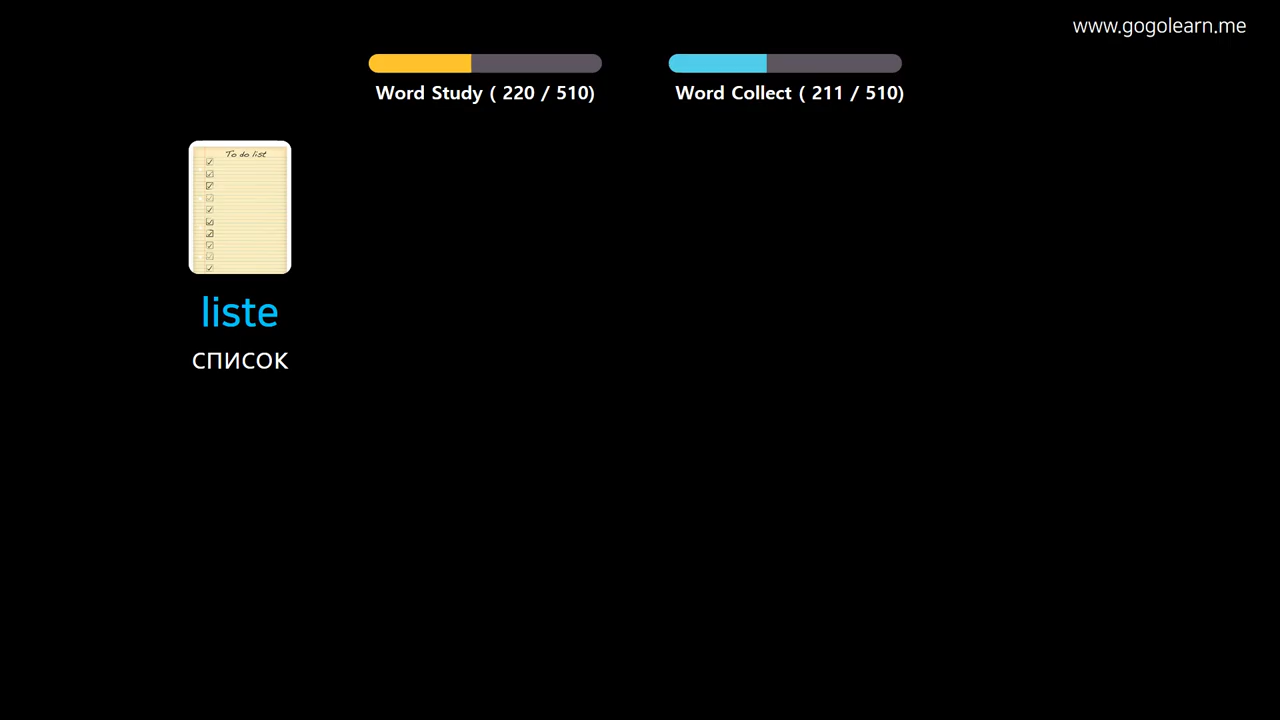 www.gogolearn.me
Word Study ( 220 / 510)
Word Collect ( 211 / 510)
To do list
liste
список